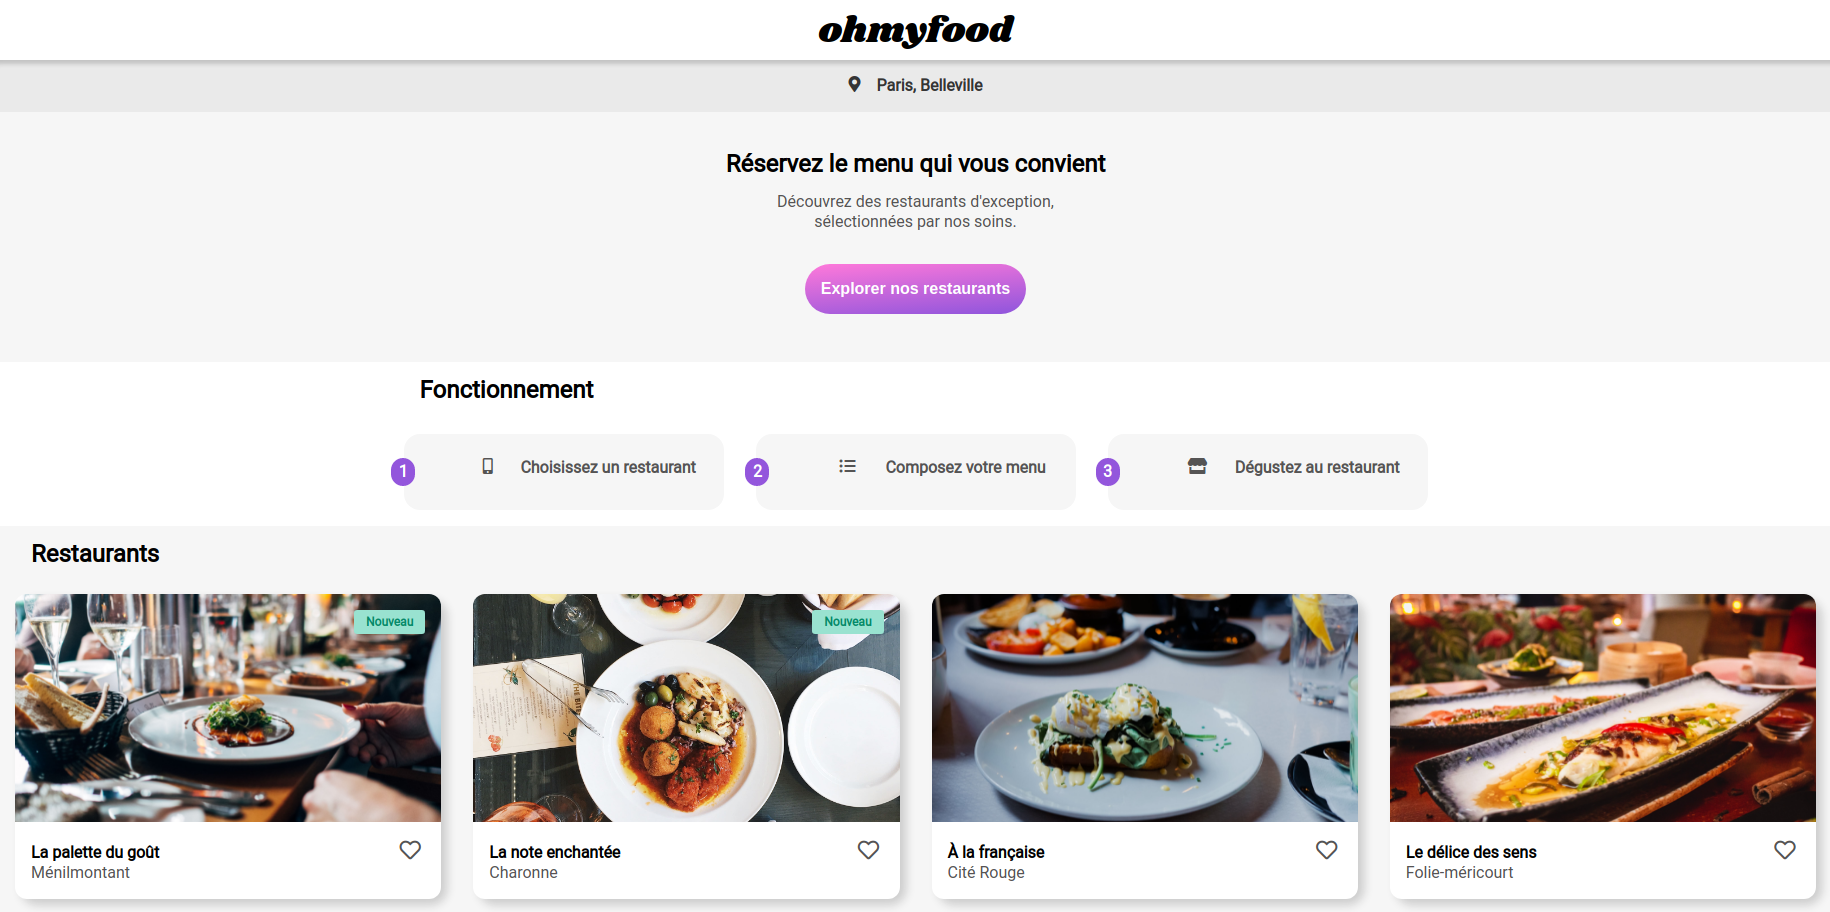 ohmyfood
Paris, Belleville
Réservez le menu qui vous convient
Découvrez des restaurants d'exception,
sélectionnées par nos soins.
Explorer nos restaurants
Fonctionnement
1 Choisissez un restaurant
2 Composez votre menu
3 Dégustez au restaurant
Restaurants
Nouveau
Nouveau
La palette du goût
Ménilmontant
La note enchantée
Charonne
À la française
Cité Rouge
Le délice des sens
Folie-méricourt